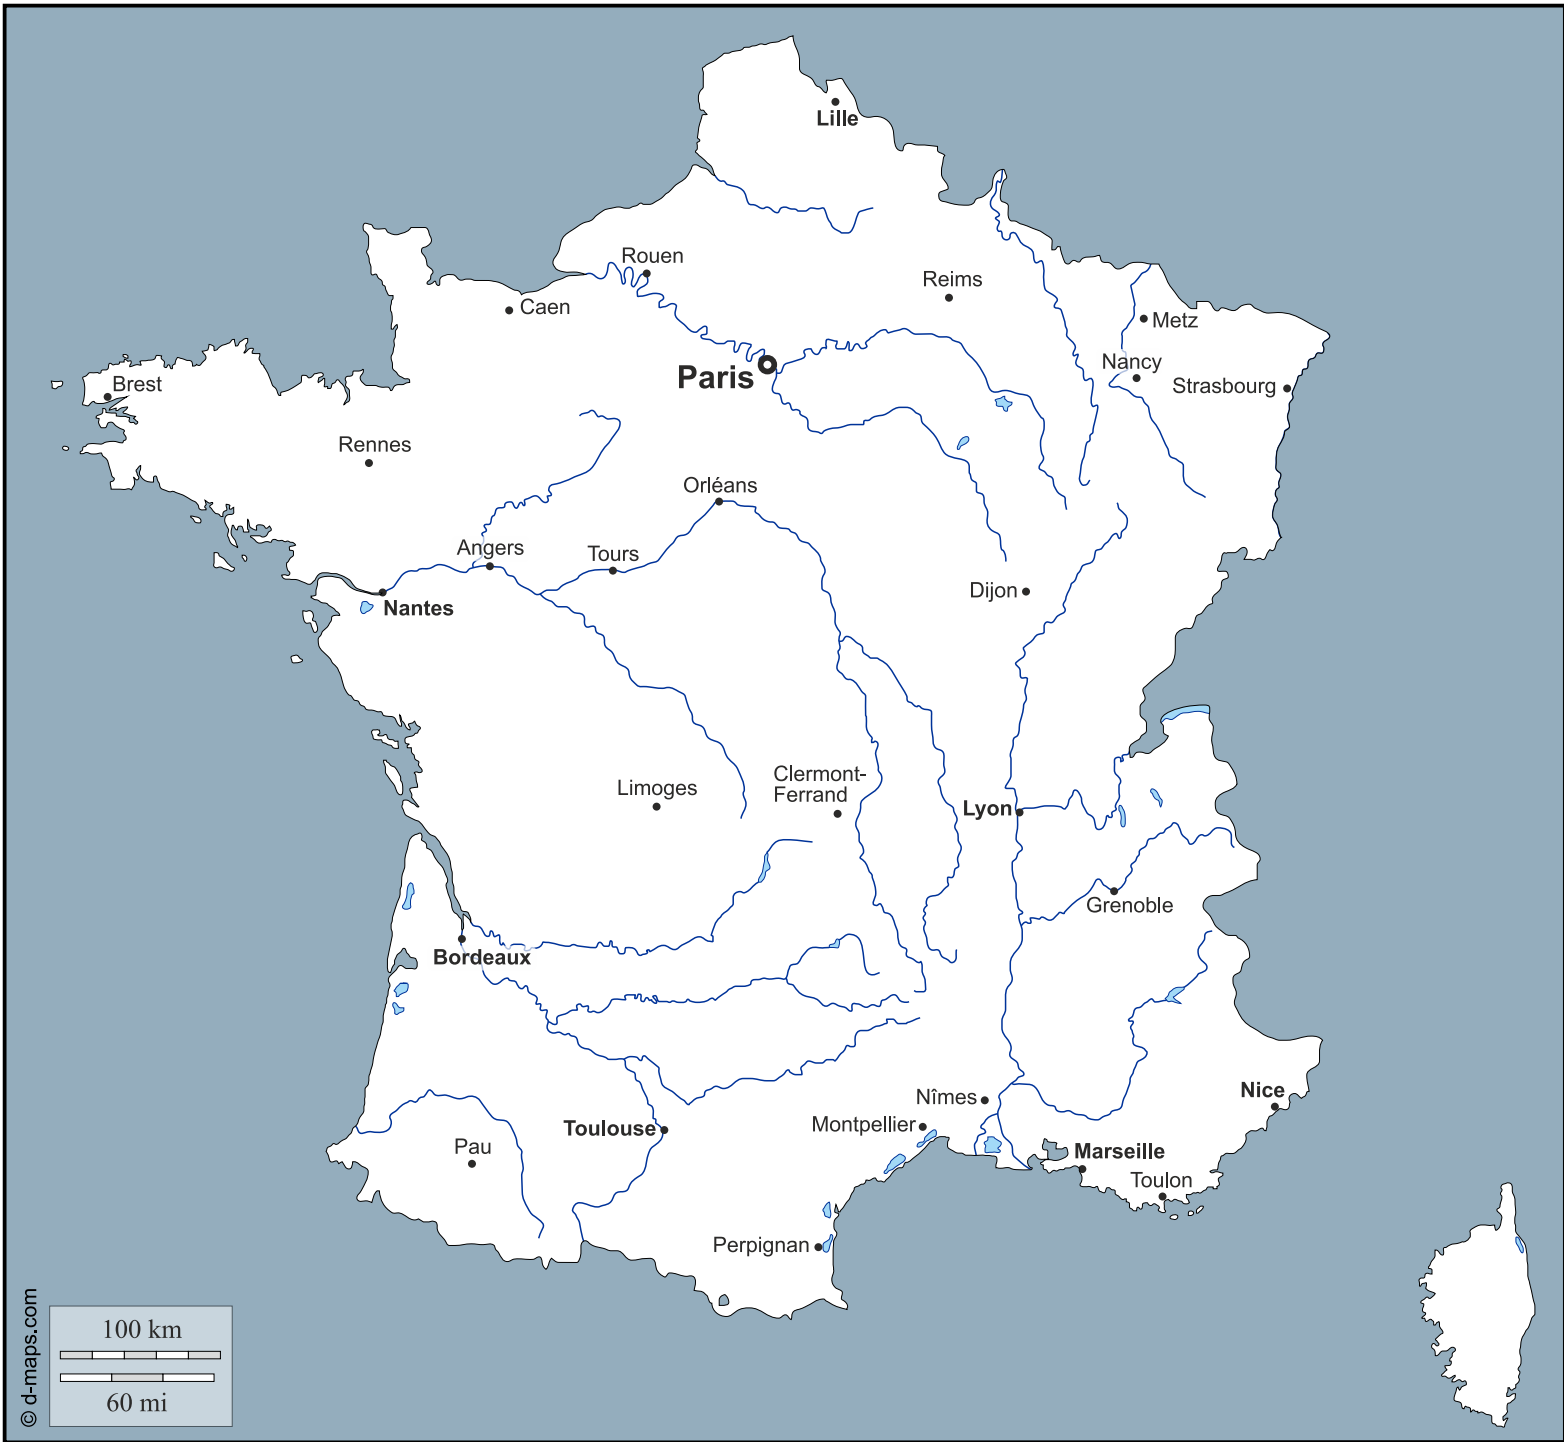 Lille
Rouen
Reims
Caen
Metz
Paris
Nancy
Brest
Strasbourg
Rennes
Orléans
Angers
Tours
Dijon
Nantes
Clermont-
Ferrand
Limoges
Lyon
Grenoble
Bordeaux
Nice
Nîmes
Montpellier
Toulouse
Pau
Marseille
Toulon
Perpignan
100 km
60 mi
© d-maps.com